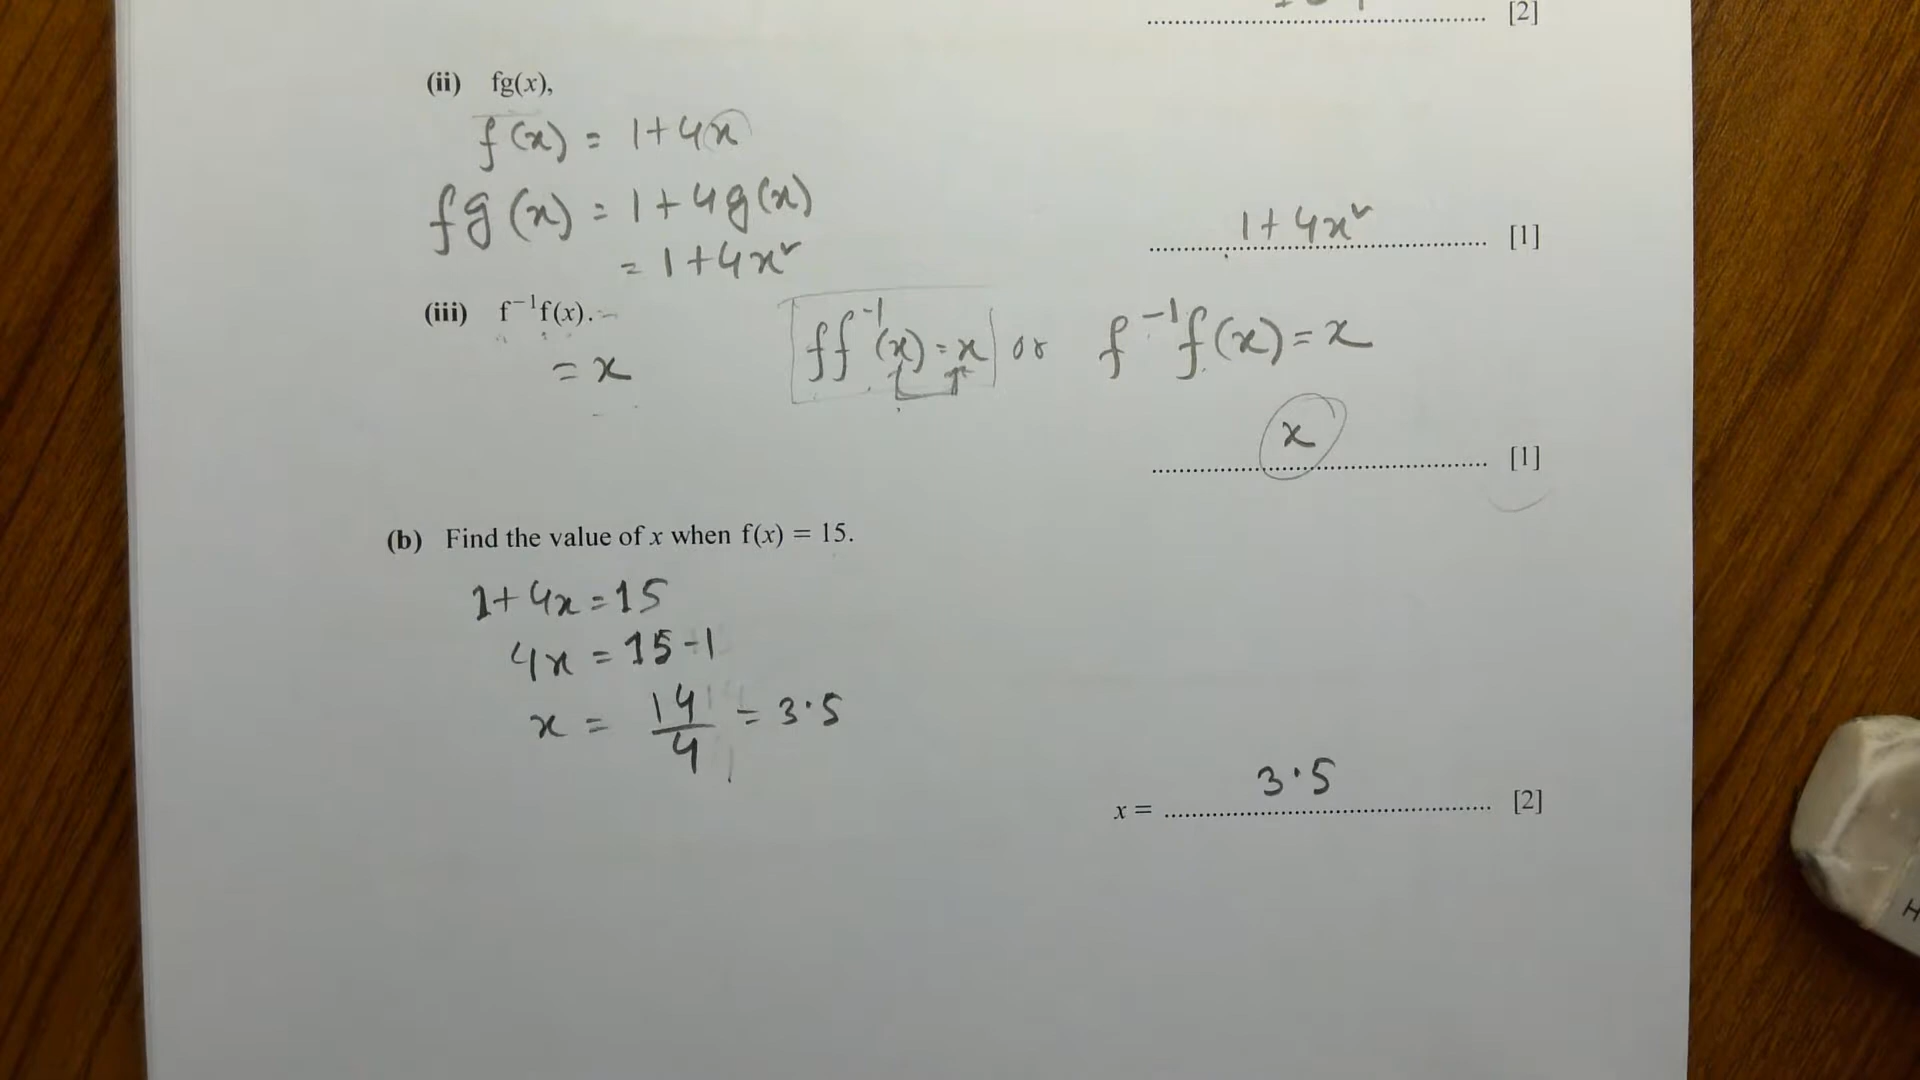 [2]
(ii) fg(x),
f(x) = 1+4x
fg(x) = 1+4g(x)
= 1+4x²
1+4x² [1]
(iii) f⁻¹f(x).
= x
ff⁻¹(x) = x or f⁻¹f(x) = x
x
[1]
(b) Find the value of x when f(x) = 15.
1+4x = 15
4x = 15-1
x = 14/4 = 3.5
3.5
x = [2]
H